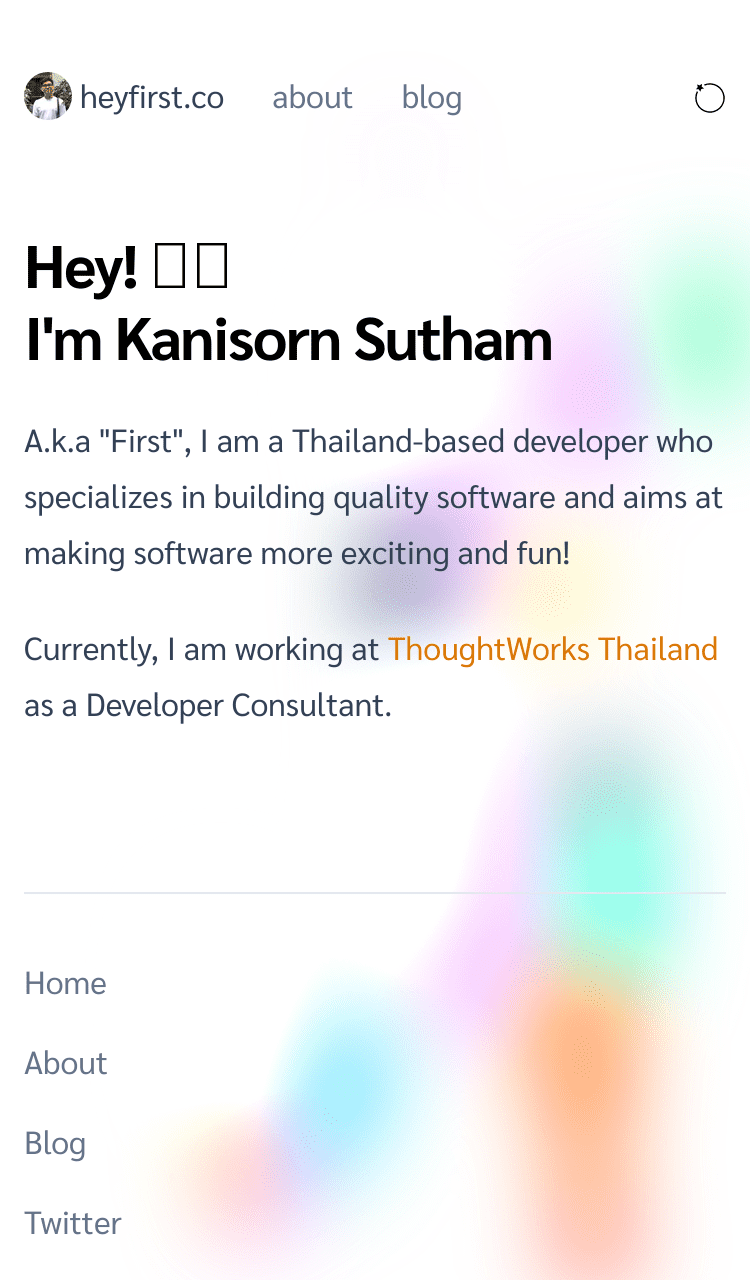 heyfirst.co about blog
Hey!
I'm Kanisorn Sutham
A.k.a "First", I am a Thailand-based developer who
specializes in building quality software and aims at
making software more exciting and fun!
Currently, I am working at ThoughtWorks Thailand
as a Developer Consultant.
Home
About
Blog
Twitter